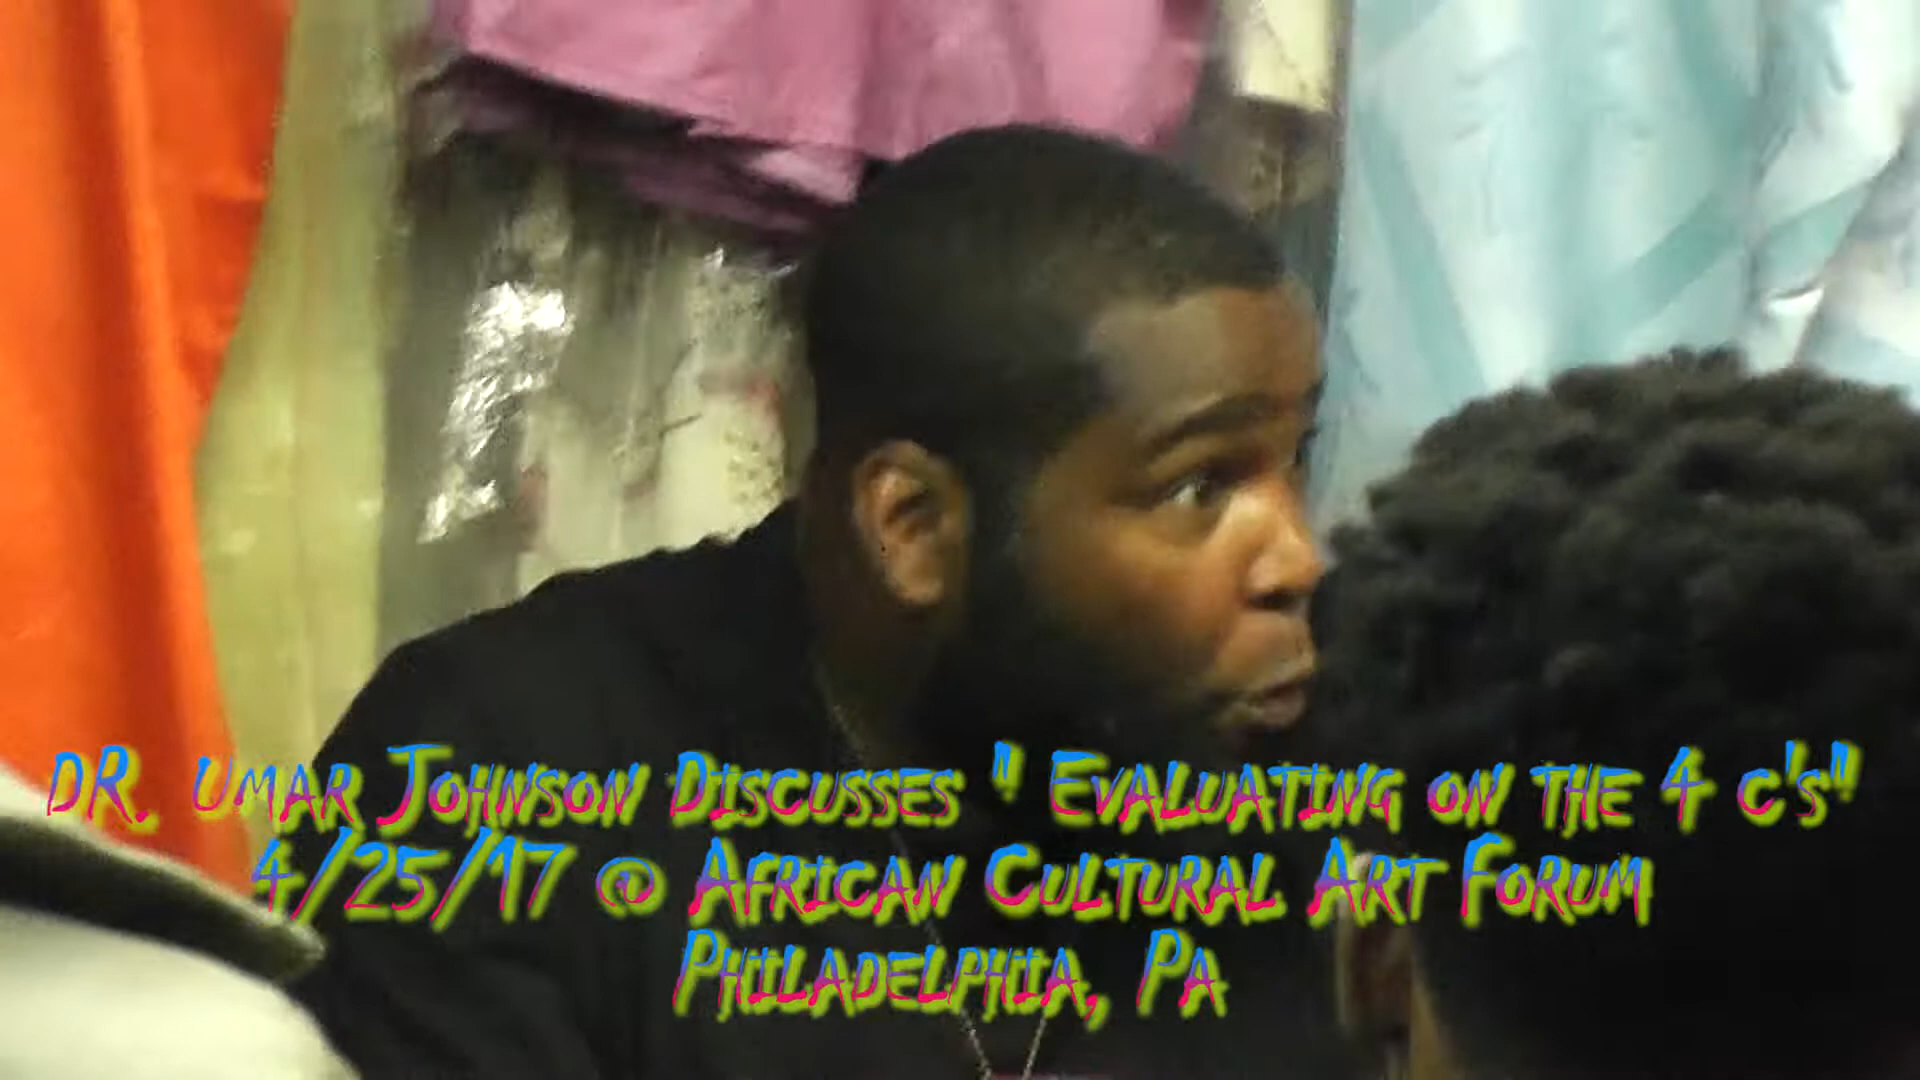 DR. UMAR JOHNSON DISCUSSES " EVALUATING ON THE 4 C'S"
4/25/17 @ AFRICAN CULTURAL ART FORUM
PHILADELPHIA, PA